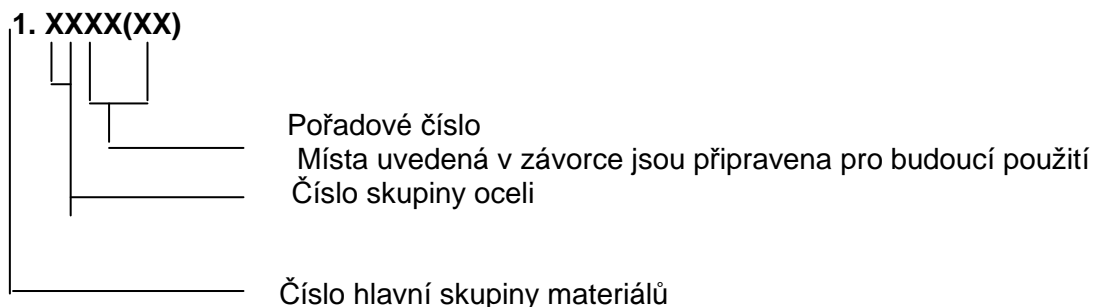 1. XXXX(XX)
Pořadové číslo
Místa uvedená v závorce jsou připravena pro budoucí použití
Číslo skupiny oceli
Číslo hlavní skupiny materiálů